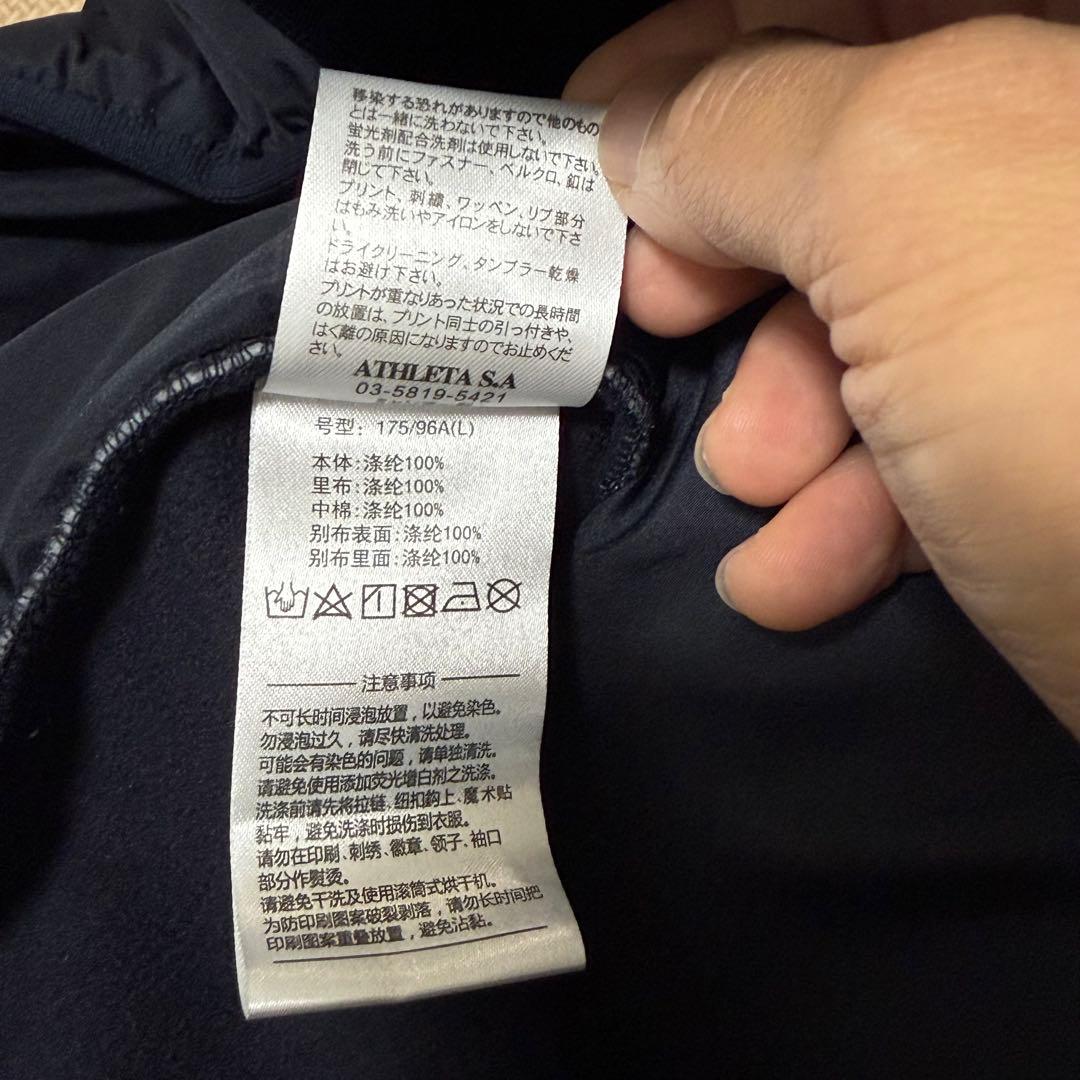 移染する恐れがありますので他のもの
とは一緒に洗わないで下さい。
蛍光剤配合洗剤は使用しないで下さい。
洗う前にファスナー、ベルクロ、釦は
閉じて下さい。
プリント、刺繍、ワッペン、リブ部分
はもみ洗いやアイロンをしないで下さ
い。
ドライクリーニング、タンブラー乾燥
はお避け下さい。
プリントが重なりあった状況での長時間
の放置は、プリント同士の引っ付きや、
はく離の原因になりますのでお止めくだ
さい。
ATHLETA S.A
03-5819-5421
号型: 175/96A(L)
本体:涤纶100%
里布:涤纶100%
中棉:涤纶100%
别布表面:涤纶100%
别布里面:涤纶100%
注意事项
不可长时间浸泡放置，以避免染色。
勿浸泡过久，请尽快清洗处理。
可能会有染色的问题，请单独清洗。
请避免使用添加荧光增白剂之洗涤。
洗涤前请先将拉链、纽扣鈎上、魔术贴
黏牢，避免洗涤时损伤到衣服。
请勿在印刷、刺绣、徽章、领子、袖口
部分作熨烫。
请避免干洗及使用滚筒式烘干机。
为防印刷图案破裂剥落，请勿长时间把
印刷图案重叠放置，避免沾黏。